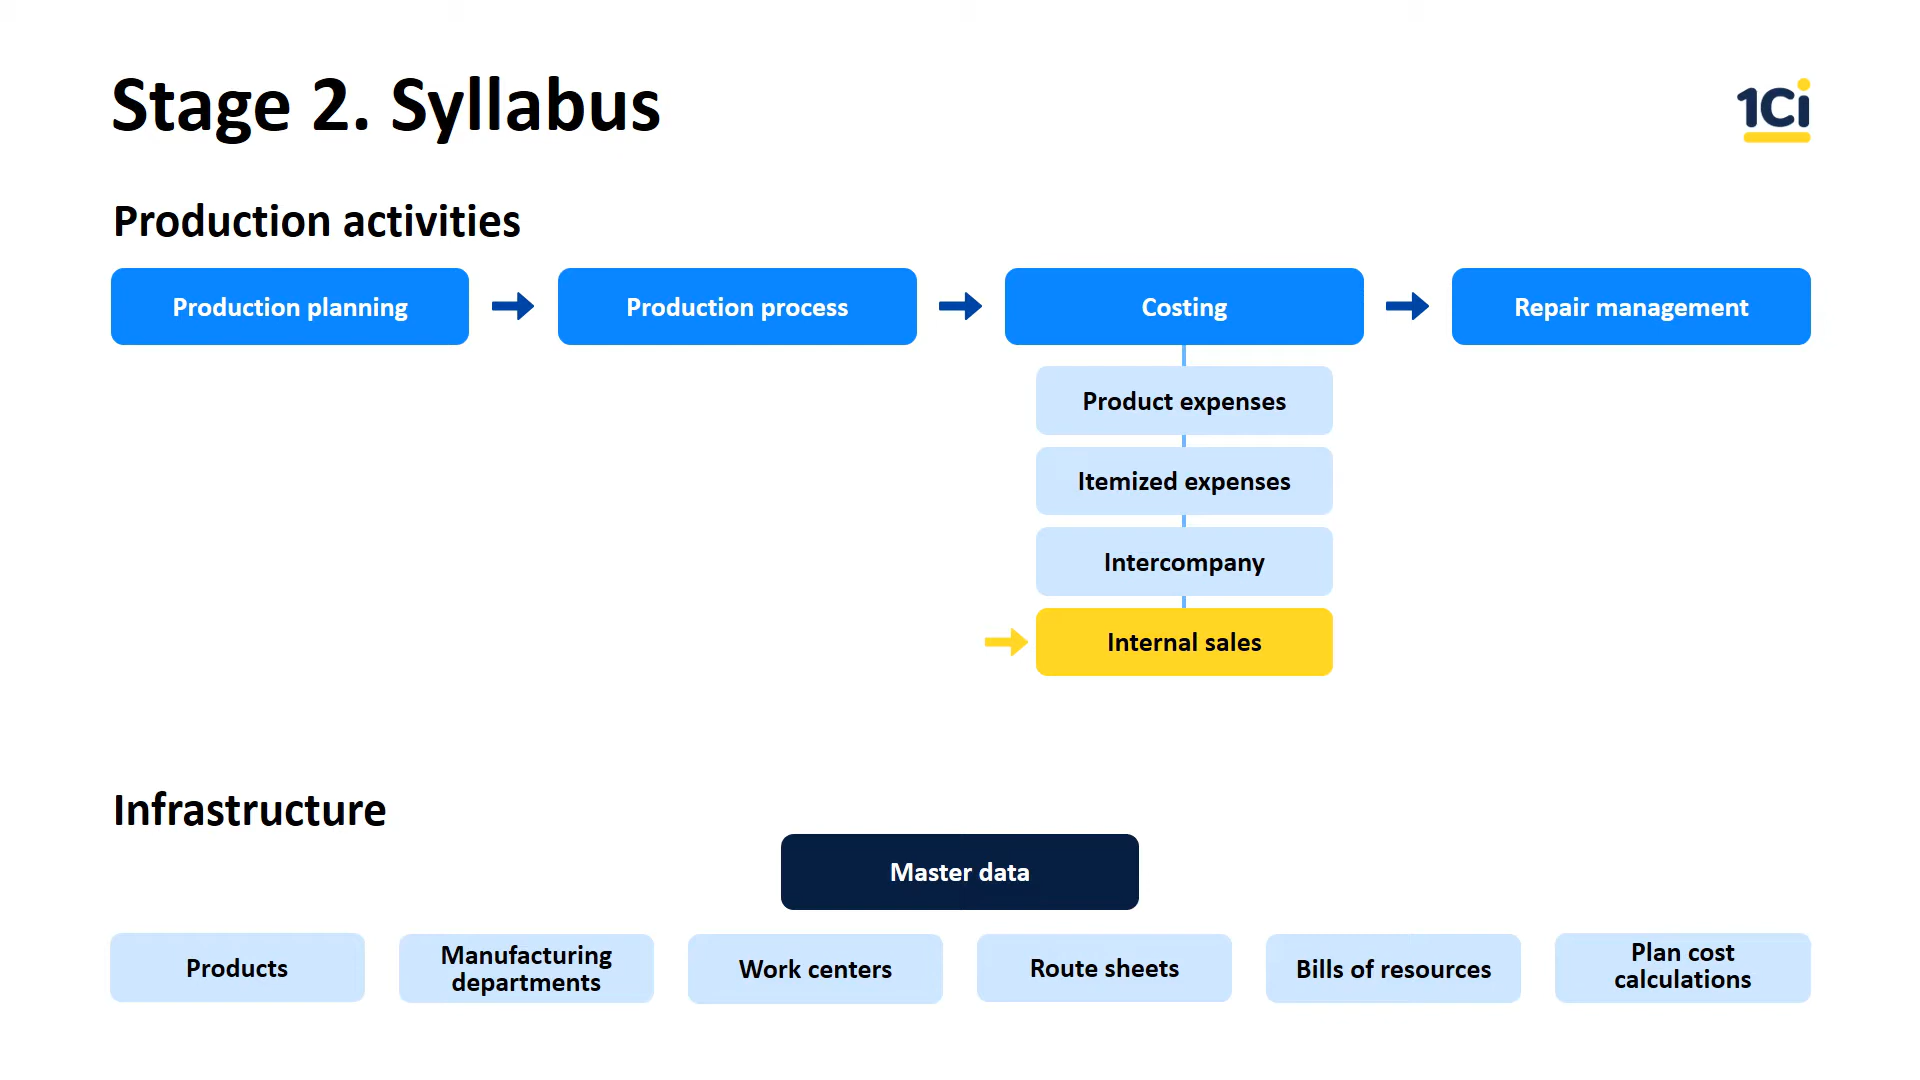 Stage 2. Syllabus
1Ci
Production activities
Production planning
Production process
Costing
Repair management
Product expenses
Itemized expenses
Intercompany
Internal sales
Infrastructure
Master data
Products
Manufacturing
departments
Work centers
Route sheets
Bills of resources
Plan cost
calculations